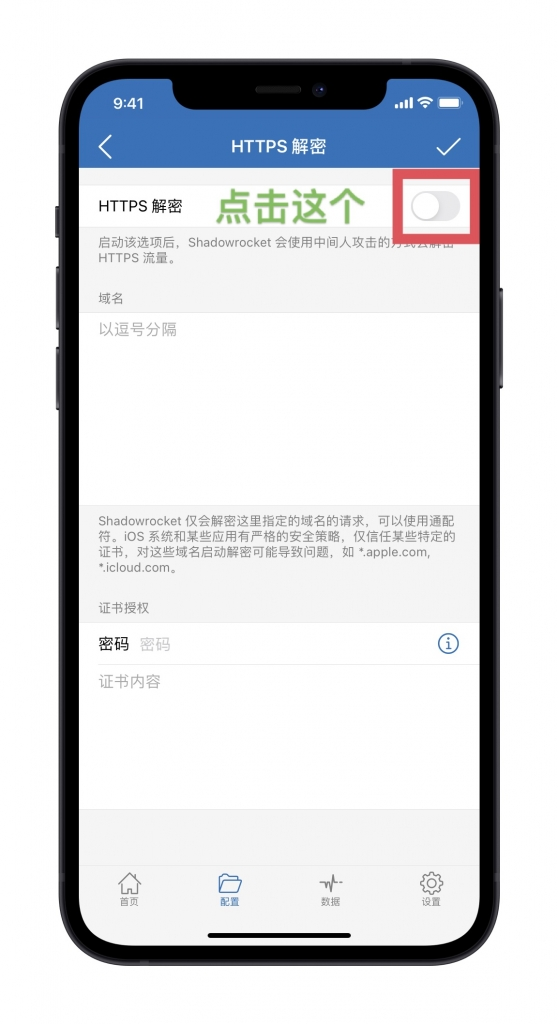 9:41
HTTPS 解密
HTTPS 解密 点击这个
启动该选项后，Shadowrocket 会使用中间人攻击的方式去解密
HTTPS 流量。
域名
以逗号分隔
Shadowrocket 仅会解密这里指定的域名的请求，可以使用通配
符。iOS 系统和某些应用有严格的安全策略，仅信任某些特定的
证书，对这些域名启动解密可能导致问题，如 *.apple.com,
*.icloud.com。
证书授权
密码 密码
证书内容
首页 配置 数据 设置